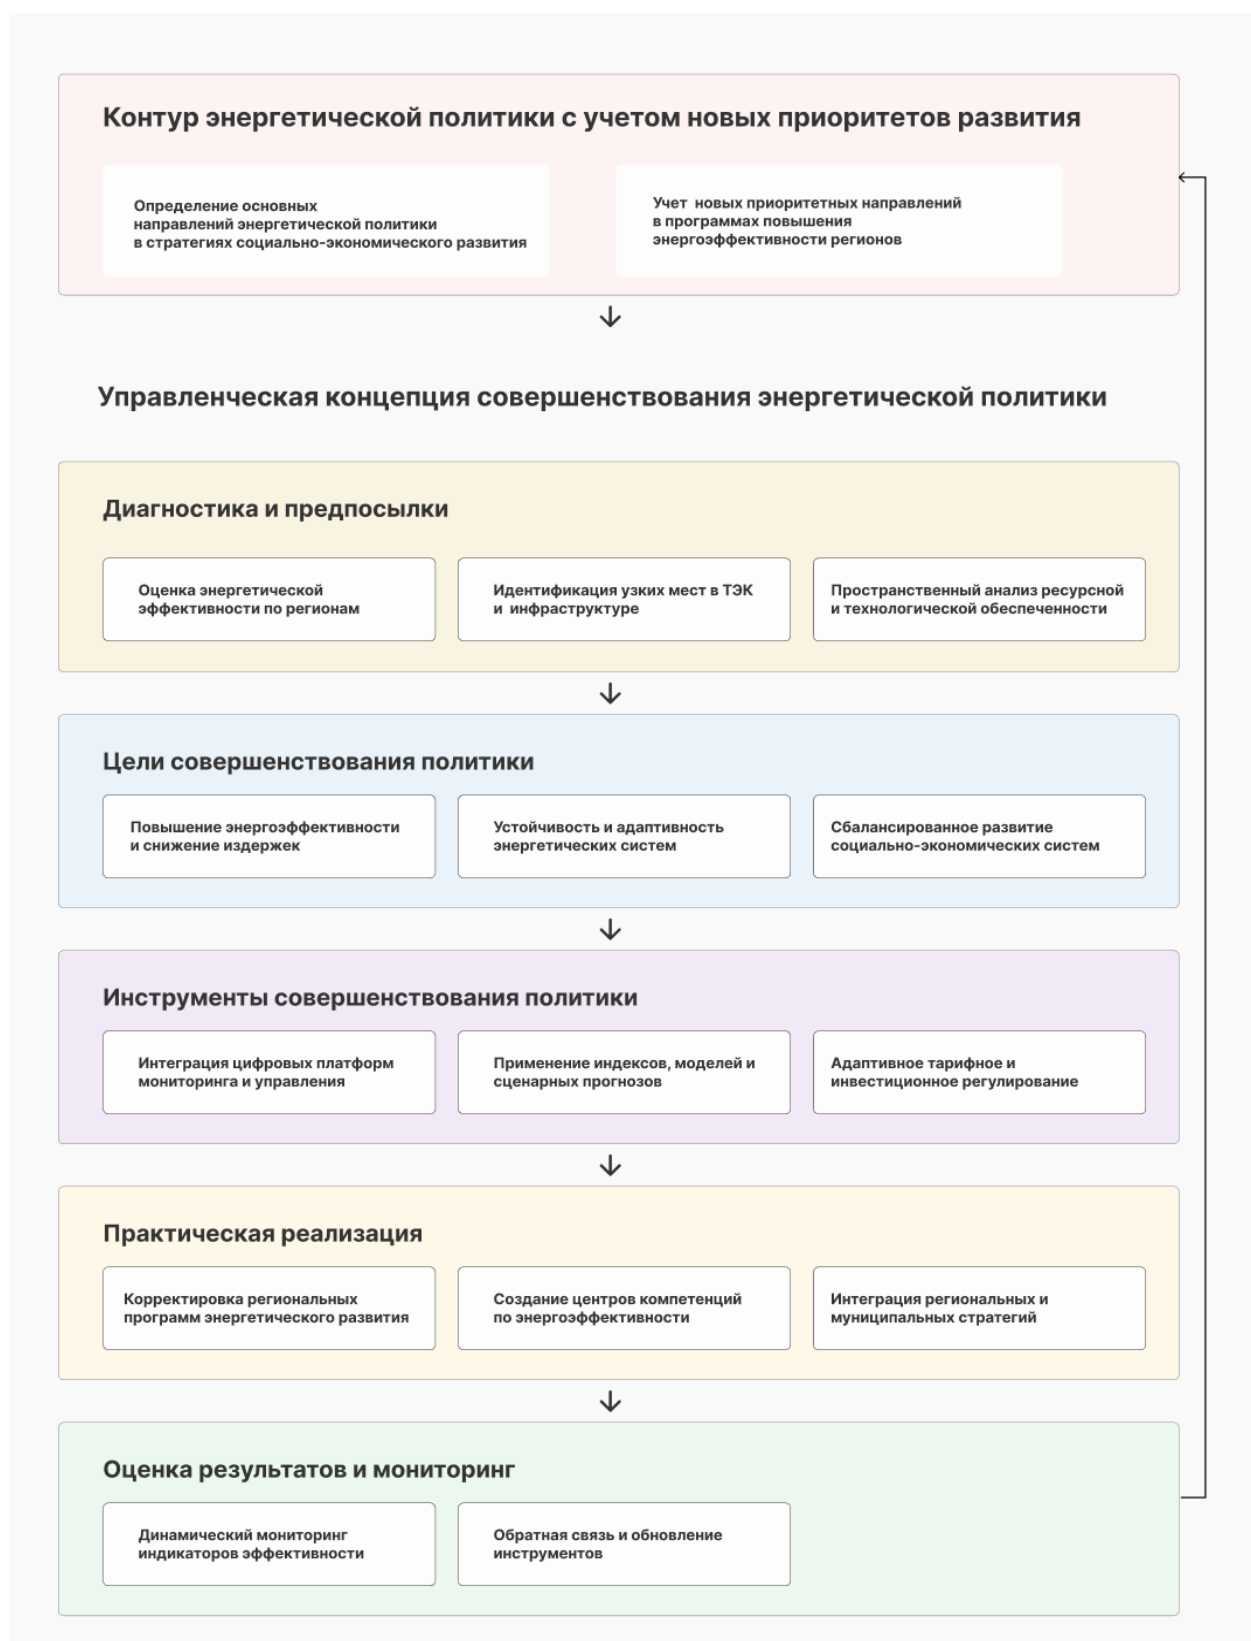 Контур энергетической политики с учетом новых приоритетов развития
Определение основных
направлений энергетической политики
в стратегиях социально-экономического развития
Учет новых приоритетных направлений
в программах повышения
энергоэффективности регионов
Управленческая концепция совершенствования энергетической политики
Диагностика и предпосылки
Оценка энергетической
эффективности по регионам
Идентификация узких мест в ТЭК
и инфраструктуре
Пространственный анализ ресурсной
и технологической обеспеченности
Цели совершенствования политики
Повышение энергоэффективности
и снижение издержек
Устойчивость и адаптивность
энергетических систем
Сбалансированное развитие
социально-экономических систем
Инструменты совершенствования политики
Интеграция цифровых платформ
мониторинга и управления
Применение индексов, моделей и
сценарных прогнозов
Адаптивное тарифное и
инвестиционное регулирование
Практическая реализация
Корректировка региональных
программ энергетического развития
Создание центров компетенций
по энергоэффективности
Интеграция региональных и
муниципальных стратегий
Оценка результатов и мониторинг
Динамический мониторинг
индикаторов эффективности
Обратная связь и обновление
инструментов